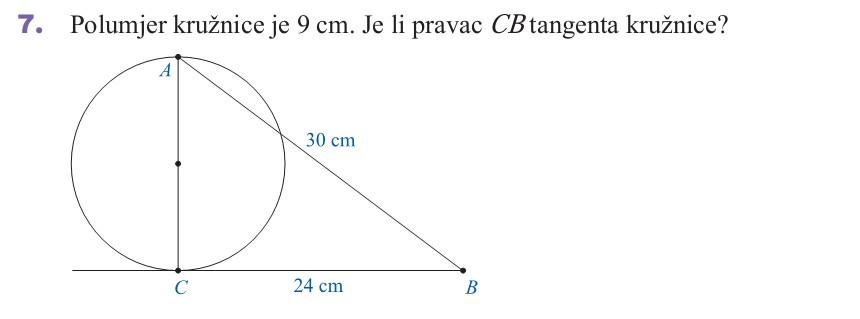 7. Polumjer kružnice je 9 cm. Je li pravac CB tangenta kružnice?
A
30 cm
C
24 cm
B